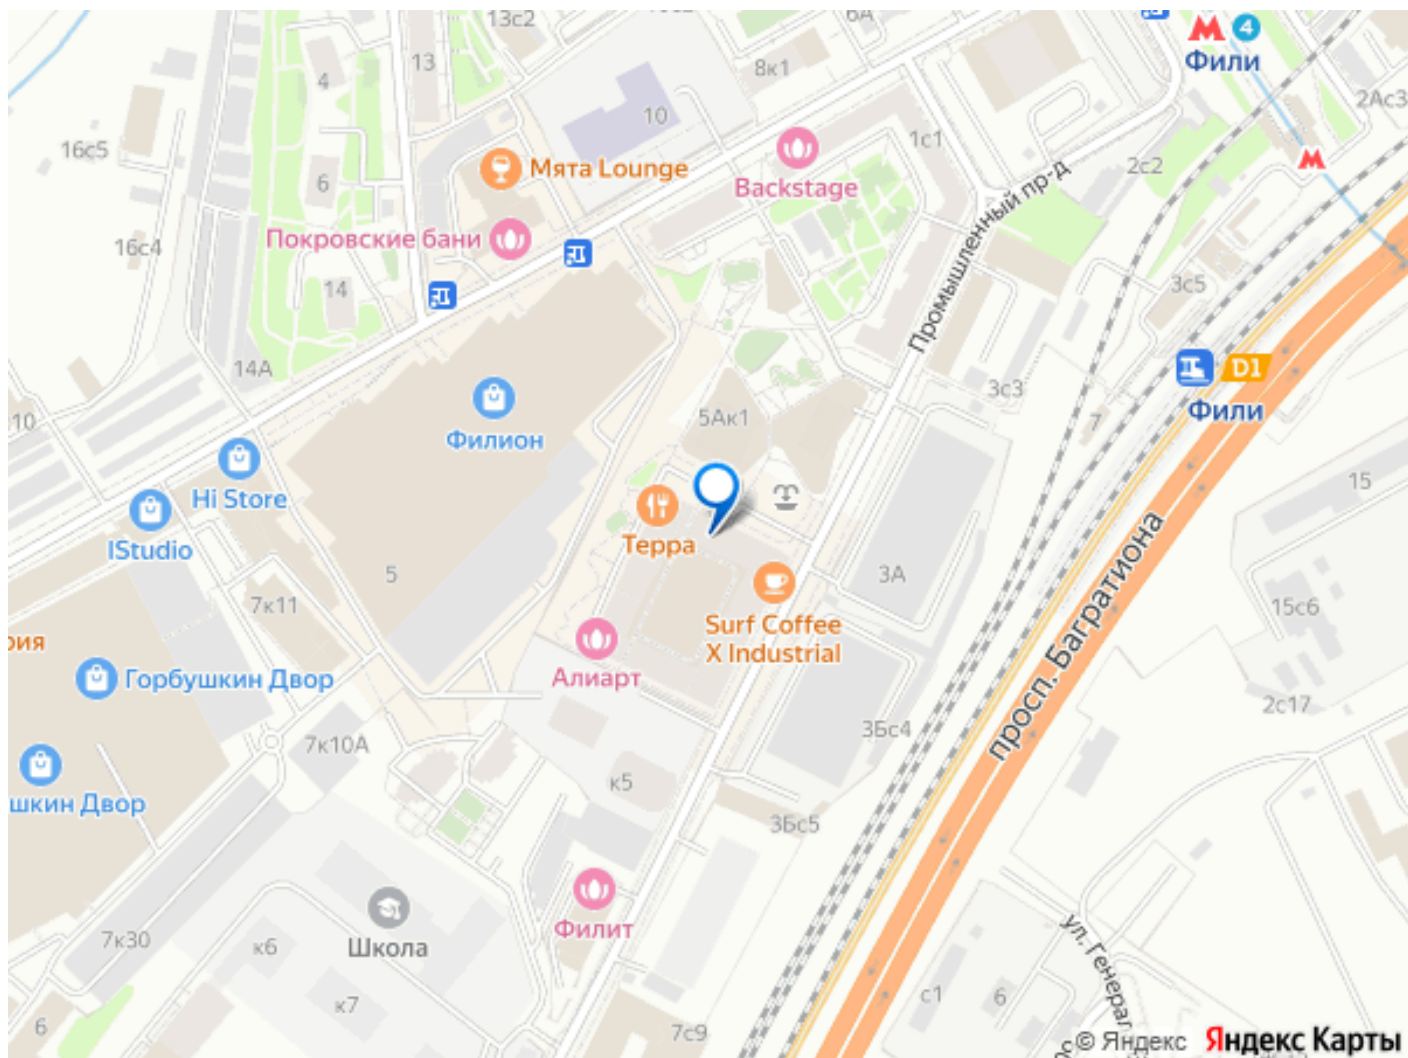 13с2
6А
4
Фили
13
8к1
4
2Ас3
10
16с5
1с1
2с2
Мята Lounge
6
Backstage
Промышленный пр-д
Покровские бани
16с4
14
3с5
14А
D1
3с3
Фили
10
5Ак1
7
Филион
Hi Store
15
IStudio
Терра
просп. Багратиона
5
3А
7к11
15с6
Surf Coffee
X Industrial
рия
Горбушкин Двор
Алиарт
2с17
3Бс4
7к10А
к5
шкин Двор
3Бс5
Филит
7к30
к6
Школа
ул. Генерал
с1
6
к7
6
7с9
© Яндекс
Яндекс Карты